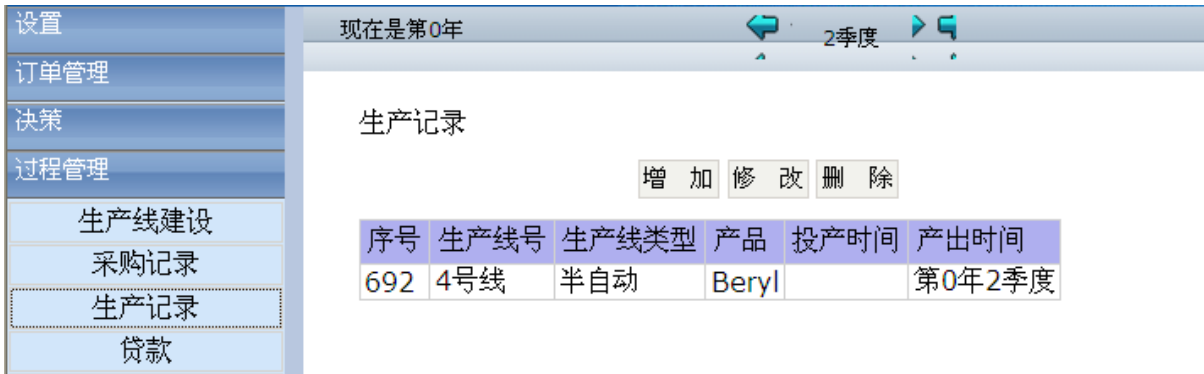 设置
订单管理
决策
过程管理
生产线建设
采购记录
生产记录
贷款
现在是第0年 2季度
生产记录
增 加 修 改 删 除
序号 生产线号 生产线类型 产品 投产时间 产出时间
692 4号线 半自动 Beryl 第0年2季度